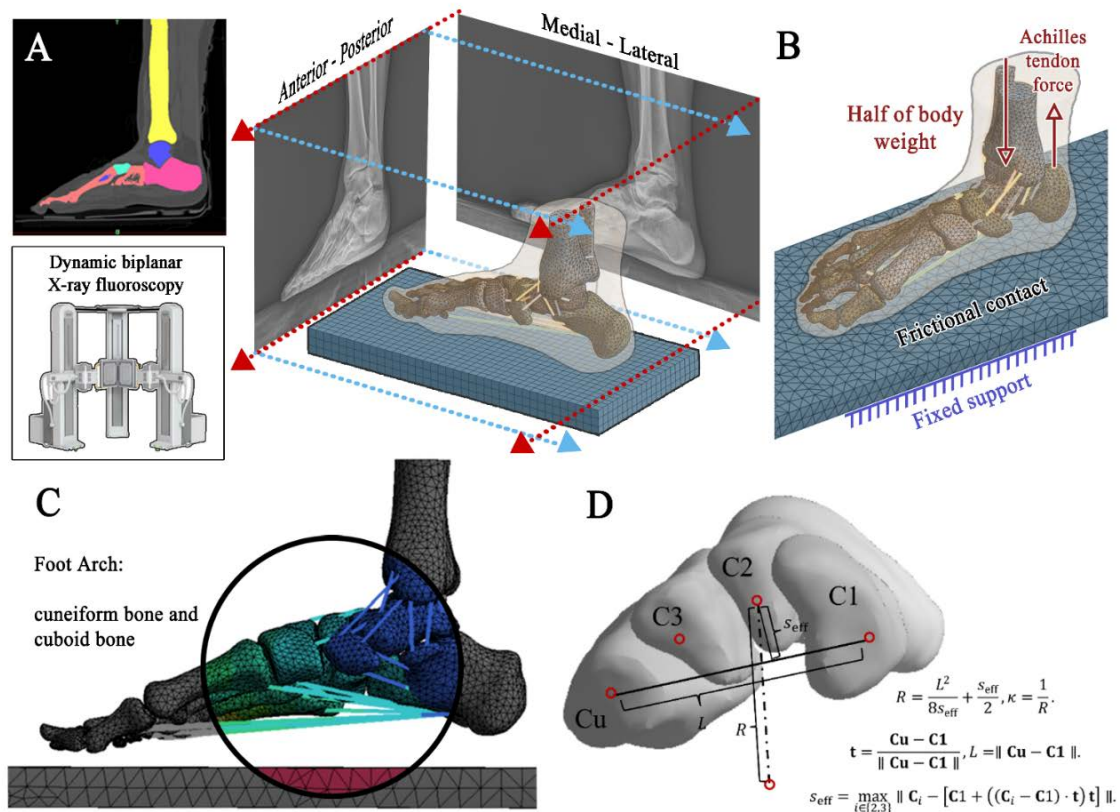 A
Dynamic biplanar
X-ray fluoroscopy
Anterior - Posterior
Medial - Lateral
B
Half of body
weight
Achilles
tendon
force
Frictional contact
Fixed support
C
Foot Arch:
cuneiform bone and
cuboid bone
D
C2
C1
C3
s_eff
Cu
L
R
R = L²/8s_eff + s_eff/2, κ = 1/R.
t = Cu − C1/‖ Cu − C1 ‖, L =‖ Cu − C1 ‖.
s_eff = max_{i∈{2,3}} ‖ C_i − [C1 + ((C_i − C1) · t) t] ‖.